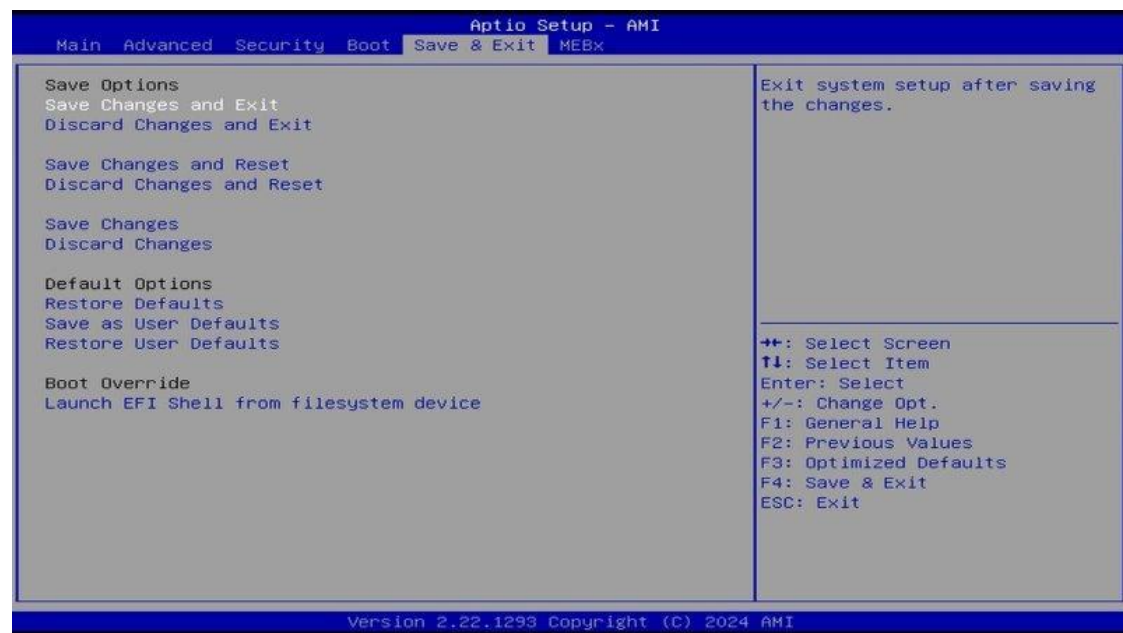 Aptio Setup – AMI
Main Advanced Security Boot Save & Exit MEBx
Save Options
Save Changes and Exit
Discard Changes and Exit
Save Changes and Reset
Discard Changes and Reset
Save Changes
Discard Changes
Default Options
Restore Defaults
Save as User Defaults
Restore User Defaults
Boot Override
Launch EFI Shell from filesystem device
Exit system setup after saving
the changes.
→←: Select Screen
↑↓: Select Item
Enter: Select
+/-: Change Opt.
F1: General Help
F2: Previous Values
F3: Optimized Defaults
F4: Save & Exit
ESC: Exit
Version 2.22.1293 Copyright (C) 2024 AMI